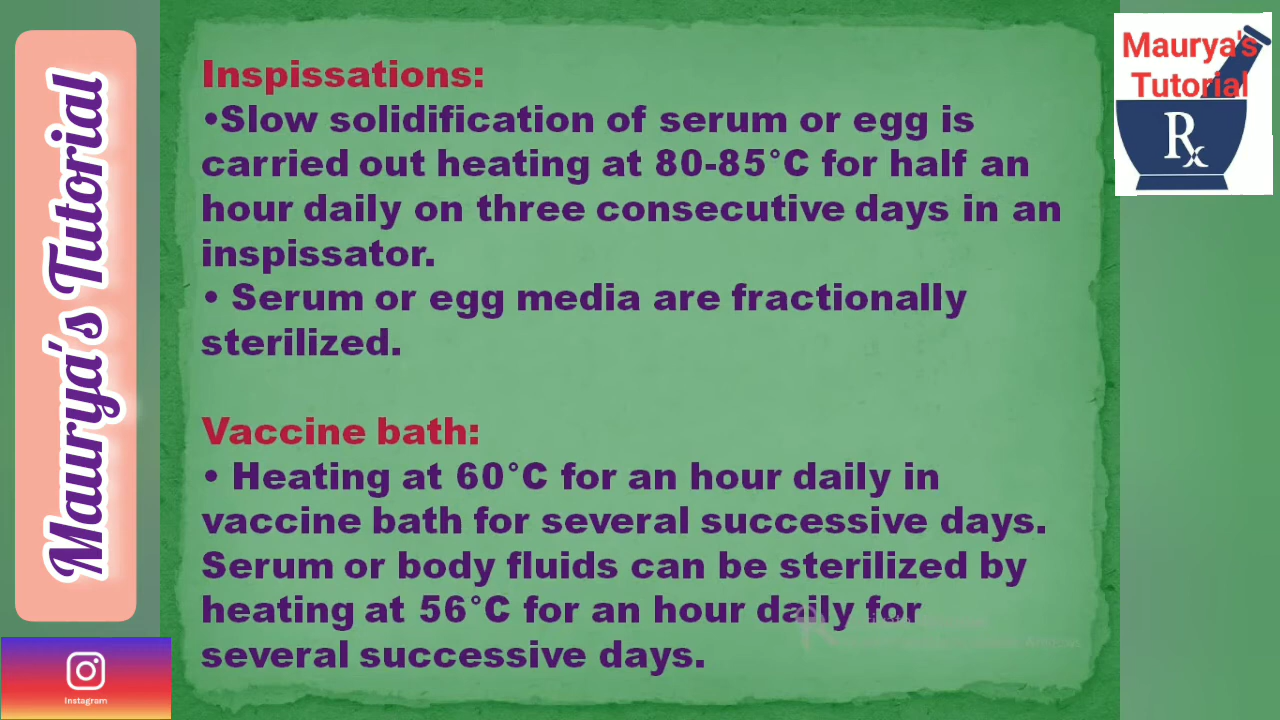 Maurya's Tutorial
Inspissations:
•Slow solidification of serum or egg is
carried out heating at 80-85°C for half an
hour daily on three consecutive days in an
inspissator.
• Serum or egg media are fractionally
sterilized.
Vaccine bath:
• Heating at 60°C for an hour daily in
vaccine bath for several successive days.
Serum or body fluids can be sterilized by
heating at 56°C for an hour daily for
several successive days.
Maurya's
Tutorial
Rx
Instagram